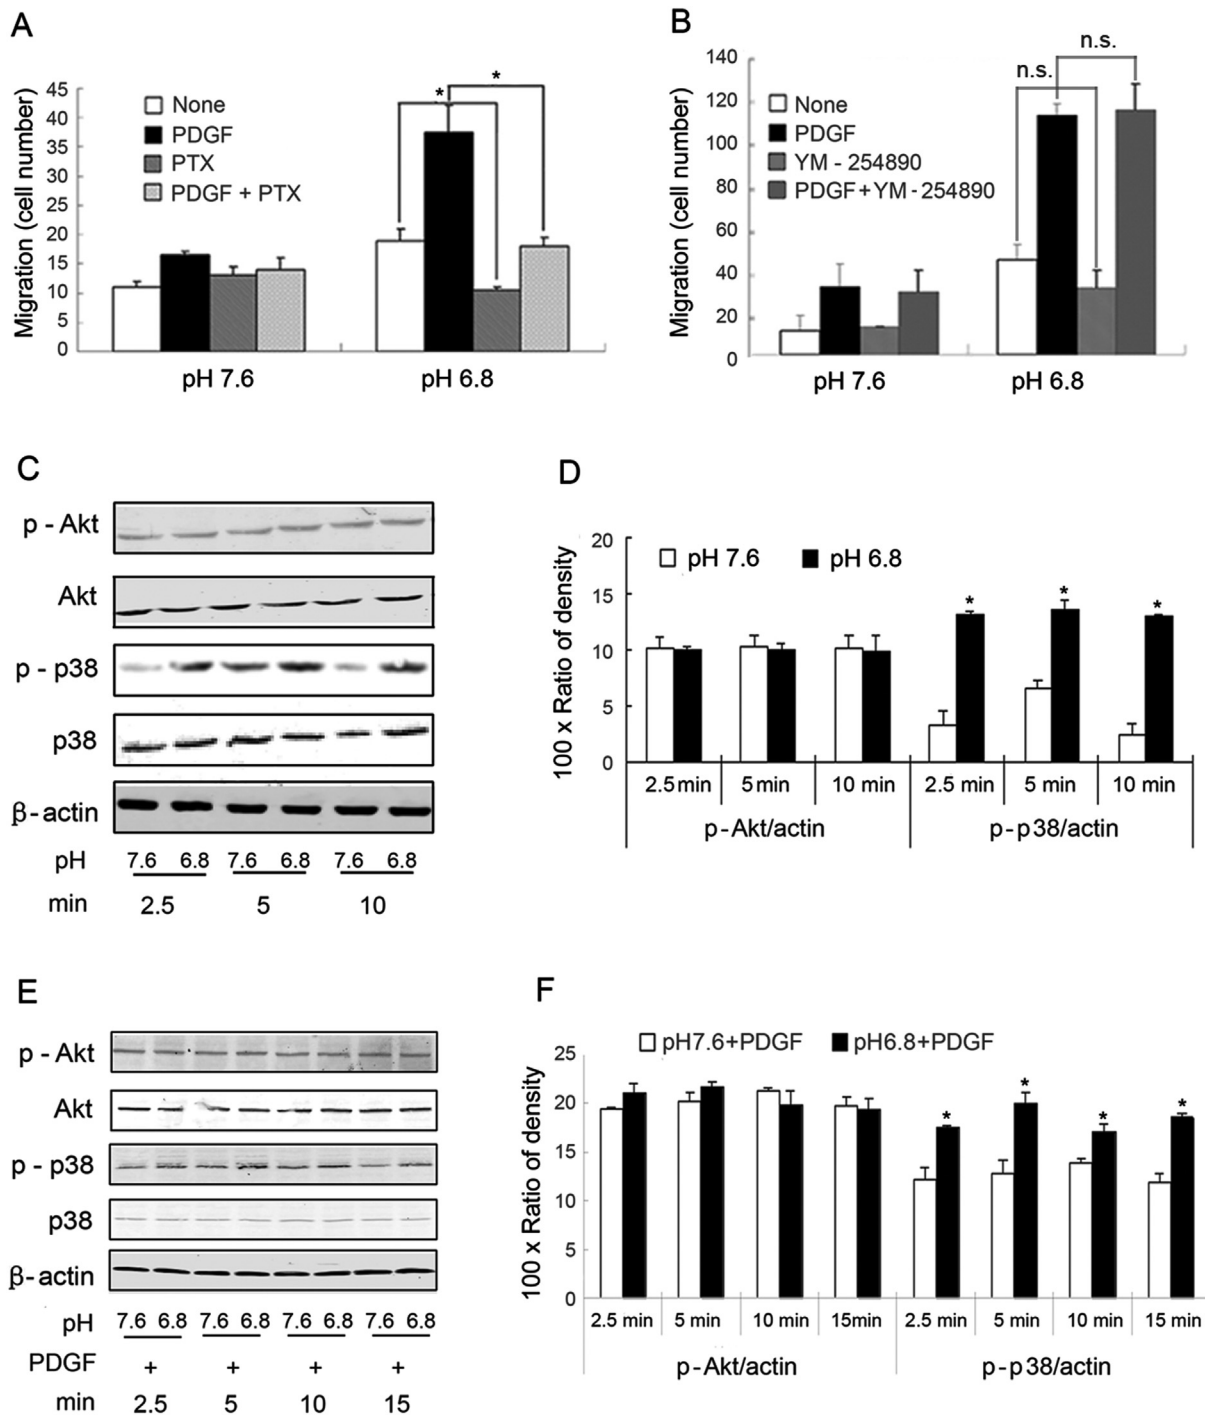 A
Migration (cell number)
45
40
35
30
25
20
15
10
5
0
None
PDGF
PTX
PDGF + PTX
*
*
pH 7.6
pH 6.8
B
Migration (cell number)
140
120
100
80
60
40
20
0
None
PDGF
YM - 254890
PDGF+YM-254890
n.s.
n.s.
pH 7.6
pH 6.8
C
p - Akt
Akt
p - p38
p38
β-actin
pH 7.6 6.8 7.6 6.8 7.6 6.8
min 2.5 5 10
D
100 x Ratio of density
20
15
10
5
0
pH 7.6 pH 6.8
* * *
2.5min 5min 10 min 2.5 min 5 min 10 min
p-Akt/actin p-p38/actin
E
p - Akt
Akt
p - p38
p38
β-actin
pH 7.6 6.8 7.6 6.8 7.6 6.8 7.6 6.8
PDGF + + + +
min 2.5 5 10 15
F
100 x Ratio of density
25
20
15
10
5
0
pH7.6+PDGF pH6.8+PDGF
* * * *
2.5 min 5 min 10 min 15min 2.5 min 5 min 10 min 15 min
p-Akt/actin p-p38/actin